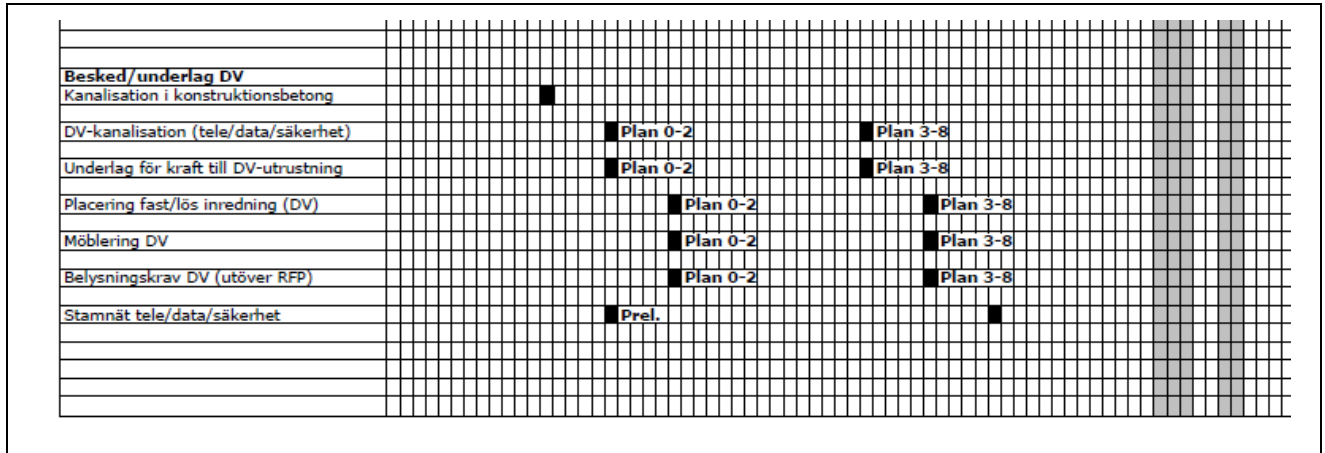 Besked/underlag DV
Kanalisation i konstruktionsbetong
DV-kanalisation (tele/data/säkerhet) Plan 0-2 Plan 3-8
Underlag för kraft till DV-utrustning Plan 0-2 Plan 3-8
Placering fast/lös inredning (DV) Plan 0-2 Plan 3-8
Möblering DV Plan 0-2 Plan 3-8
Belysningskrav DV (utöver RFP) Plan 0-2 Plan 3-8
Stamnät tele/data/säkerhet Prel.